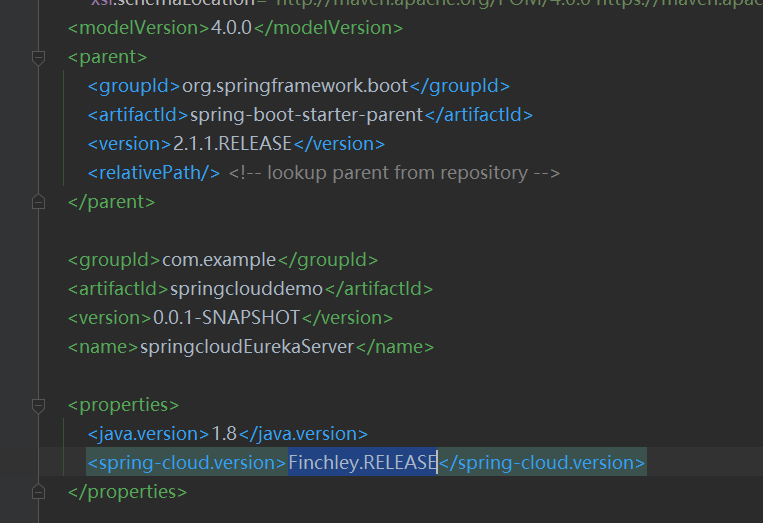 xsi:schemaLocation="http://maven.apache.org/POM/4.0.0 https://maven.apac
<modelVersion>4.0.0</modelVersion>
<parent>
<groupId>org.springframework.boot</groupId>
<artifactId>spring-boot-starter-parent</artifactId>
<version>2.1.1.RELEASE</version>
<relativePath/> <!-- lookup parent from repository -->
</parent>
<groupId>com.example</groupId>
<artifactId>springclouddemo</artifactId>
<version>0.0.1-SNAPSHOT</version>
<name>springcloudEurekaServer</name>
<properties>
<java.version>1.8</java.version>
<spring-cloud.version>Finchley.RELEASE</spring-cloud.version>
</properties>